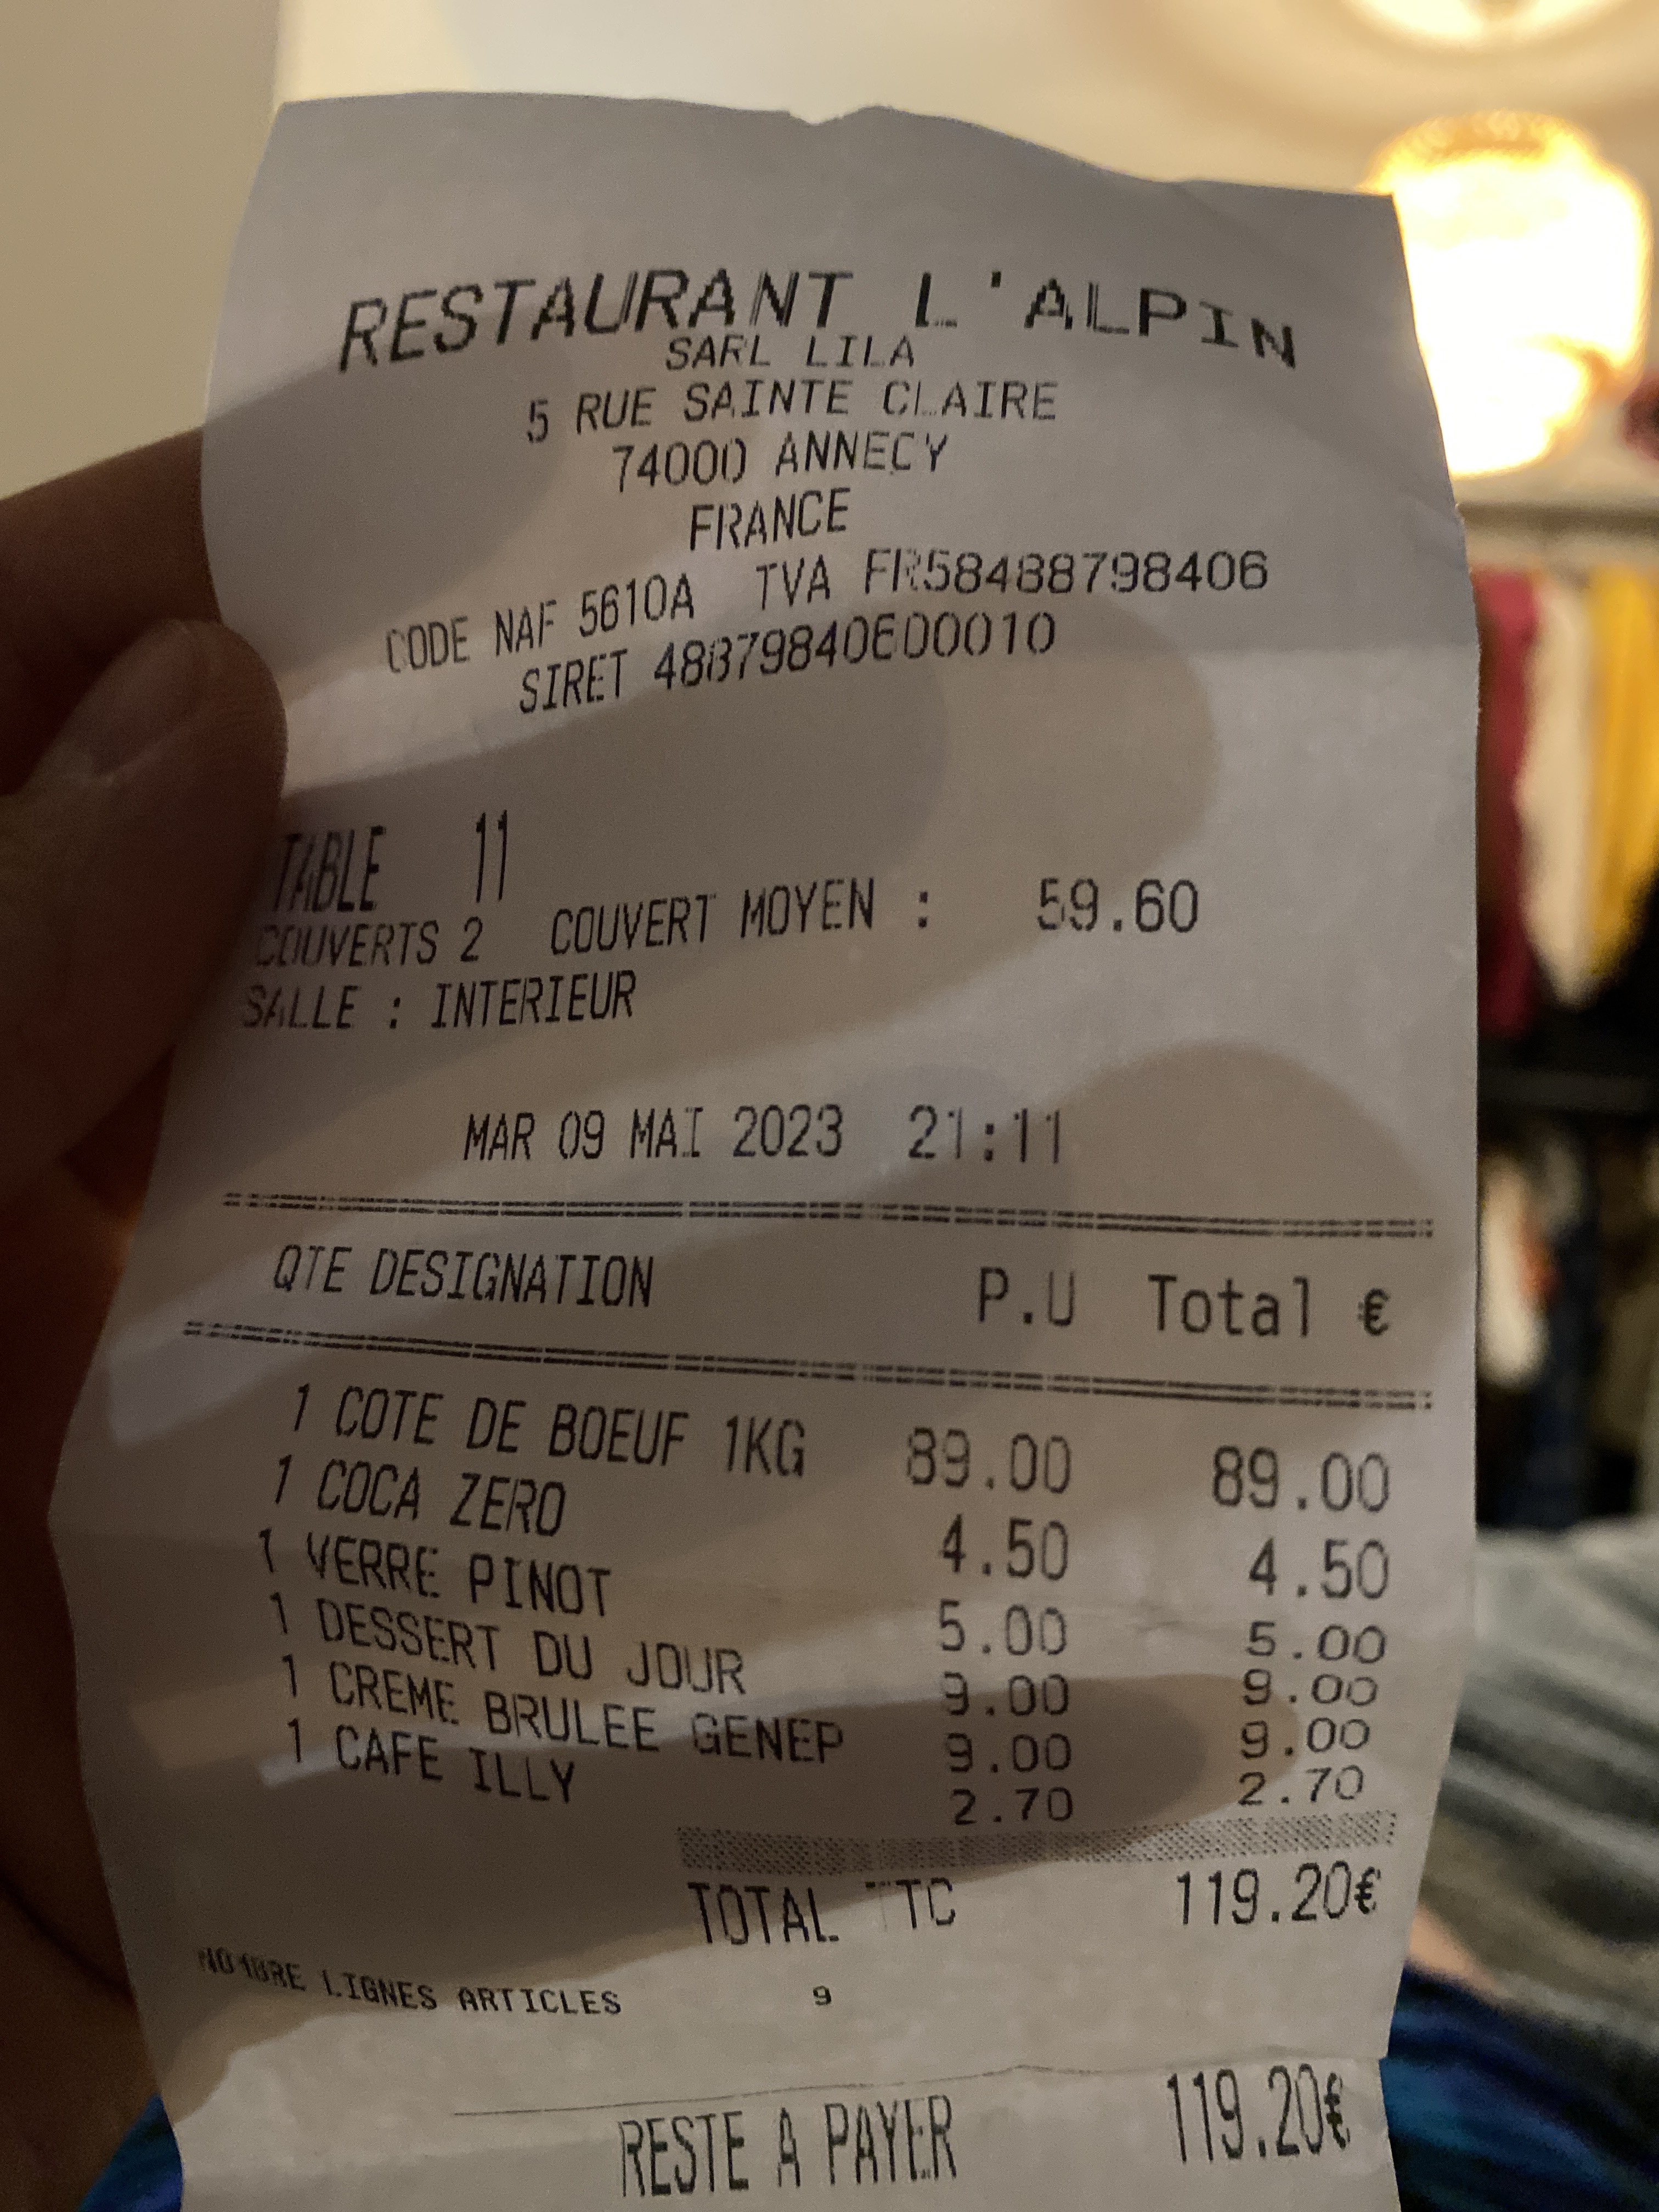 RESTAURANT L'ALPIN
SARL LILA
5 RUE SAINTE CLAIRE
74000 ANNECY
FRANCE
CODE NAF 5610A TVA FR58488798406
SIRET 48879840600010
TABLE 11
COUVERTS 2 COUVERT MOYEN : 59.60
SALLE : INTERIEUR
MAR 09 MAI 2023 21:11
QTE DESIGNATION P.U Total €
1 COTE DE BOEUF 1KG 89.00 89.00
1 COCA ZERO 4.50 4.50
1 VERRE PINOT 5.00 5.00
1 DESSERT DU JOUR 9.00 9.00
1 CREME BRULEE GENEP 9.00 9.00
1 CAFE ILLY 2.70 2.70
TOTAL TTC 119.20€
NOMBRE LIGNES ARTICLES 9
RESTE A PAYER 119.20€